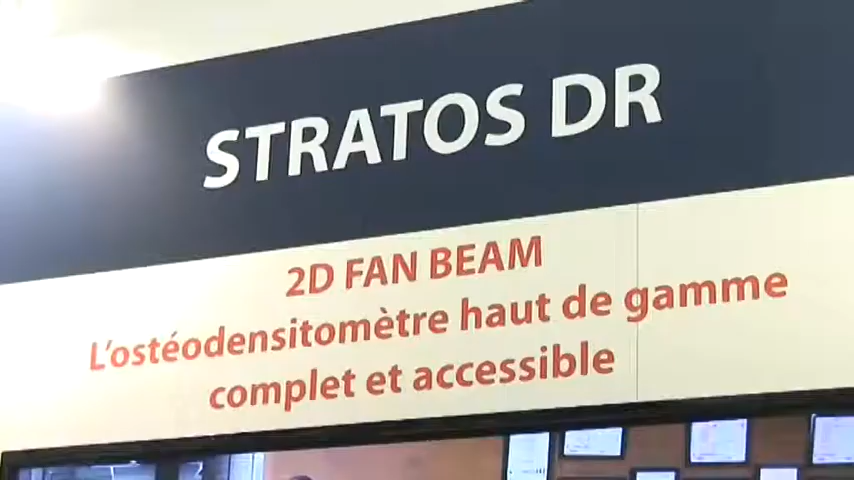 STRATOS DR
2D FAN BEAM
L'ostéodensitomètre haut de gamme
complet et accessible